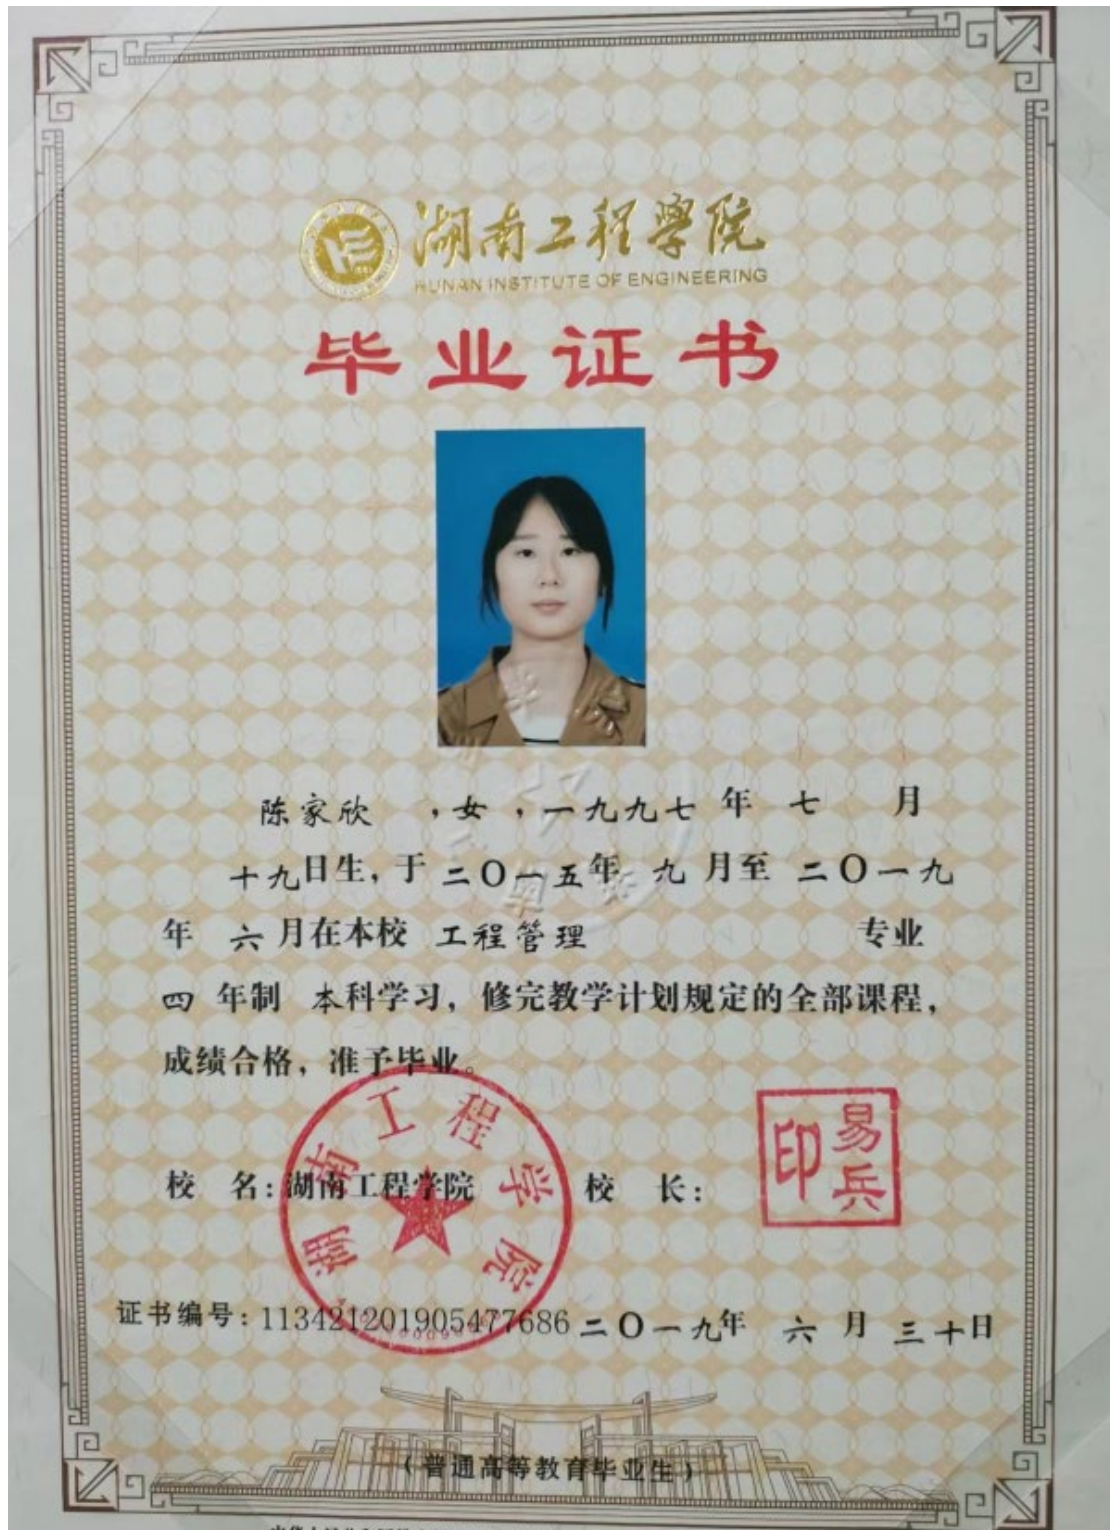 湖南工程學院
HUNAN INSTITUTE OF ENGINEERING
毕业证书
陈家欣 ，女，一九九七 年 七 月
十九日生，于 二〇一五年 九 月至 二〇一九
年 六 月在本校 工程管理 专业
四 年制 本科学习，修完教学计划规定的全部课程，
成绩合格，准予毕业。
湖南工程学院
校 名：湖南工程学院 校 长：
易兵印
证书编号：113421201905477686 二〇一九年 六 月 三十日
（普通高等教育毕业生）